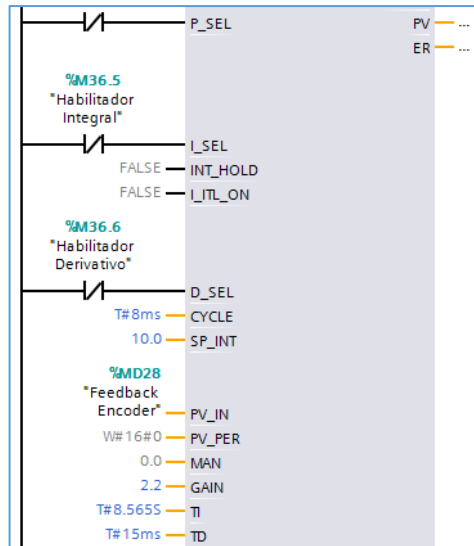 P_SEL
PV ...
ER ...
%M36.5
"Habilitador
Integral"
I_SEL
FALSE INT_HOLD
FALSE I_ITL_ON
%M36.6
"Habilitador
Derivativo"
D_SEL
T#8ms CYCLE
10.0 SP_INT
%MD28
"Feedback
Encoder" PV_IN
W#16#0 PV_PER
0.0 MAN
2.2 GAIN
T#8.565S TI
T#15ms TD